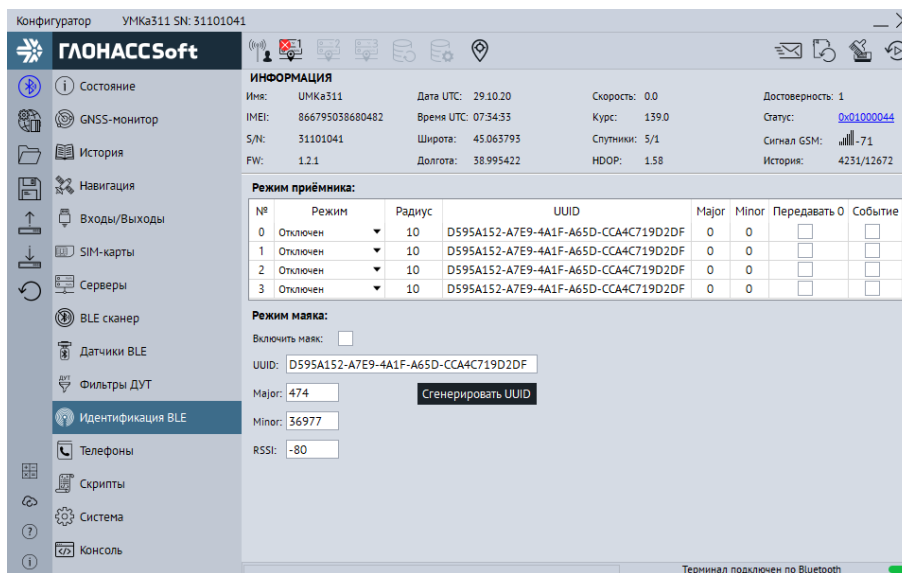 Конфигуратор УМКа311 SN: 31101041
ГЛОНАССSoft
ИНФОРМАЦИЯ
Имя: UMKa311 Дата UTC: 29.10.20 Скорость: 0.0 Достоверность: 1
IMEI: 866795038680482 Время UTC: 07:34:33 Курс: 139.0 Статус: 0x01000044
S/N: 31101041 Широта: 45.063793 Спутники: 5/1 Сигнал GSM: -71
FW: 1.2.1 Долгота: 38.995422 HDOP: 1.58 История: 4231/12672
Состояние
GNSS-монитор
История
Навигация
Входы/Выходы
SIM-карты
Серверы
BLE сканер
Датчики BLE
ДУТ
Фильтры ДУТ
Идентификация BLE
Телефоны
Скрипты
Система
Консоль
Режим приёмника:
№ Режим Радиус UUID Major Minor Передавать 0 Событие
0 Отключен 10 D595A152-A7E9-4A1F-A65D-CCA4C719D2DF 0 0
1 Отключен 10 D595A152-A7E9-4A1F-A65D-CCA4C719D2DF 0 0
2 Отключен 10 D595A152-A7E9-4A1F-A65D-CCA4C719D2DF 0 0
3 Отключен 10 D595A152-A7E9-4A1F-A65D-CCA4C719D2DF 0 0
Режим маяка:
Включить маяк:
UUID: D595A152-A7E9-4A1F-A65D-CCA4C719D2DF
Major: 474 Сгенерировать UUID
Minor: 36977
RSSI: -80
Терминал подключен по Bluetooth